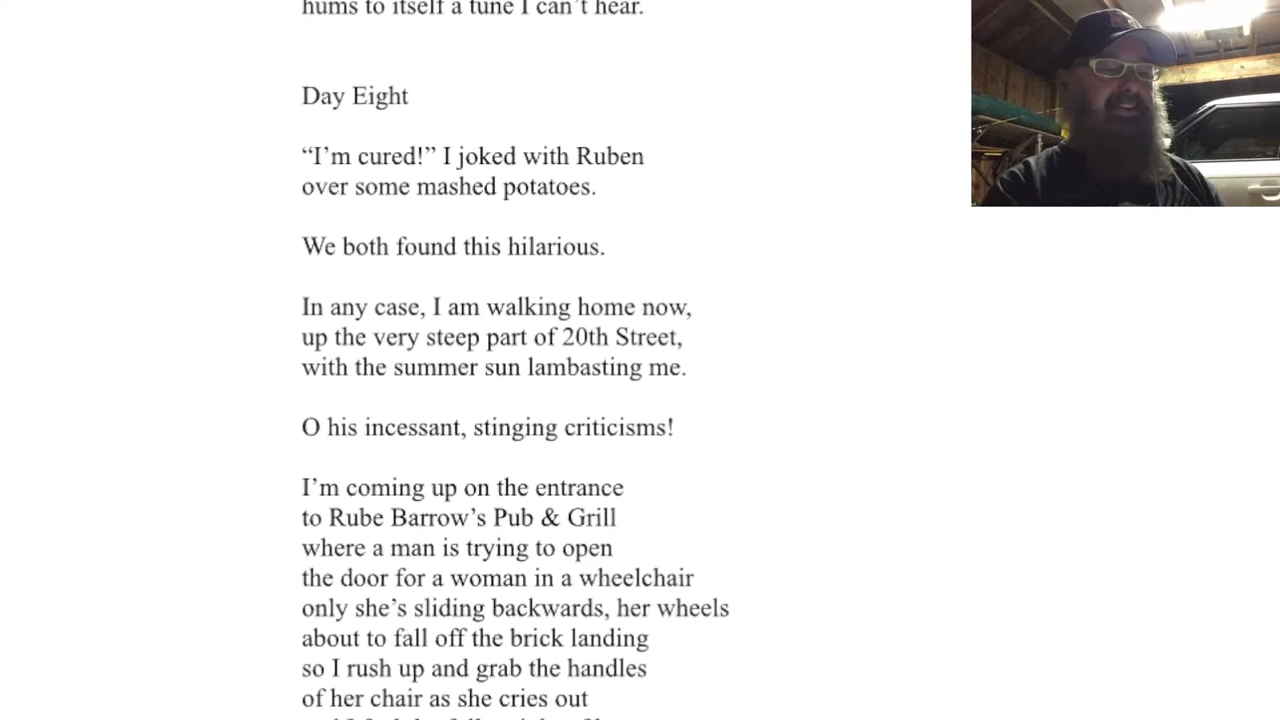 hums to itself a tune I can't hear.
Day Eight
“I'm cured!” I joked with Ruben
over some mashed potatoes.
We both found this hilarious.
In any case, I am walking home now,
up the very steep part of 20th Street,
with the summer sun lambasting me.
O his incessant, stinging criticisms!
I'm coming up on the entrance
to Rube Barrow's Pub & Grill
where a man is trying to open
the door for a woman in a wheelchair
only she's sliding backwards, her wheels
about to fall off the brick landing
so I rush up and grab the handles
of her chair as she cries out